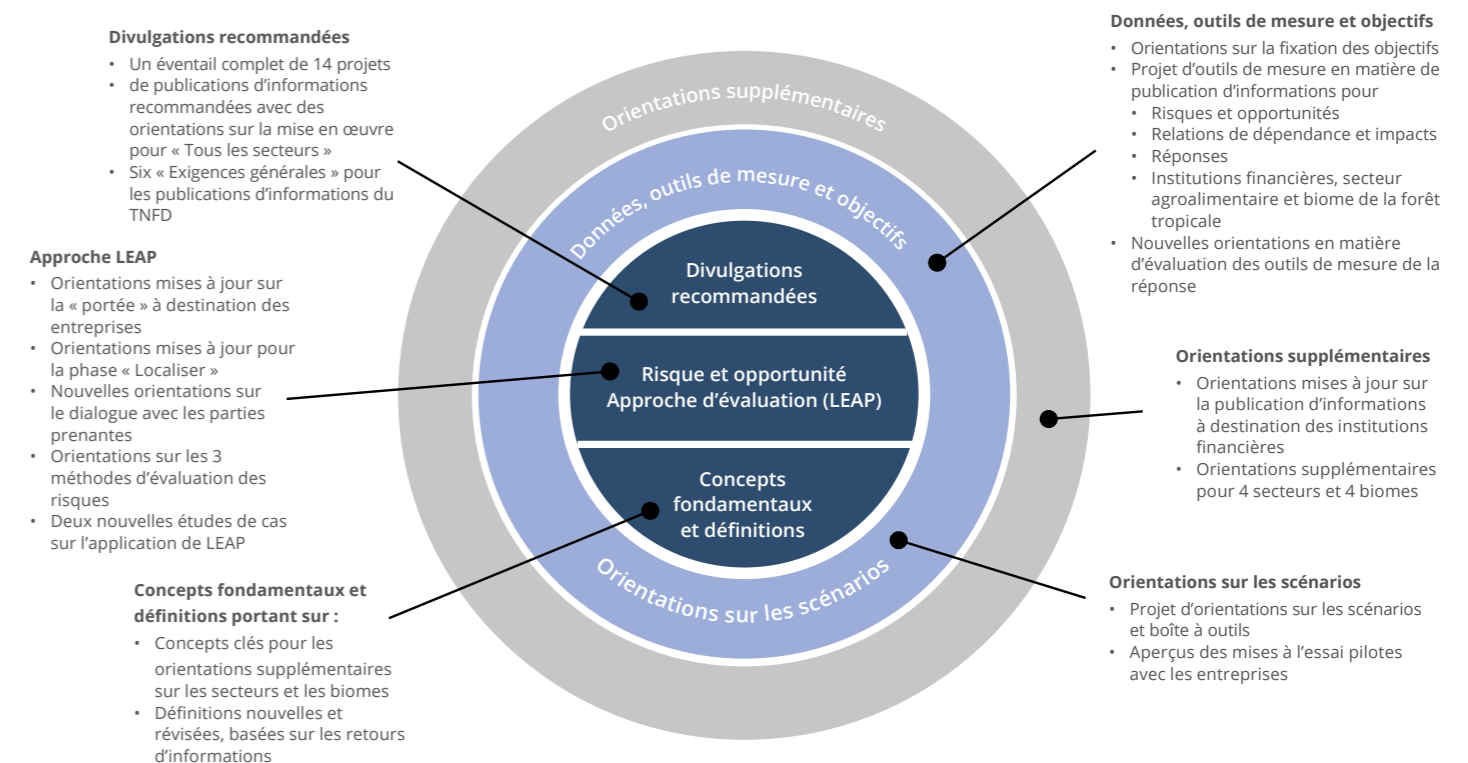 Divulgations recommandées
• Un éventail complet de 14 projets
• de publications d’informations
recommandées avec des
orientations sur la mise en œuvre
pour « Tous les secteurs »
• Six « Exigences générales » pour
les publications d’informations du
TNFD
Approche LEAP
• Orientations mises à jour sur
la « portée » à destination des
entreprises
• Orientations mises à jour pour
la phase « Localiser »
• Nouvelles orientations sur
le dialogue avec les parties
prenantes
• Orientations sur les 3
méthodes d’évaluation des
risques
• Deux nouvelles études de cas
sur l’application de LEAP
Concepts fondamentaux et
définitions portant sur :
• Concepts clés pour les
orientations supplémentaires
sur les secteurs et les biomes
• Définitions nouvelles et
révisées, basées sur les retours
d’informations
Orientations supplémentaires
Données, outils de mesure et objectifs
Divulgations
recommandées
Risque et opportunité
Approche d’évaluation (LEAP)
Concepts
fondamentaux
et définitions
Orientations sur les scénarios
Données, outils de mesure et objectifs
• Orientations sur la fixation des objectifs
• Projet d’outils de mesure en matière de
publication d’informations pour
• Risques et opportunités
• Relations de dépendance et impacts
• Réponses
• Institutions financières, secteur
agroalimentaire et biome de la forêt
tropicale
• Nouvelles orientations en matière
d’évaluation des outils de mesure de la
réponse
Orientations supplémentaires
• Orientations mises à jour sur
la publication d’informations
à destination des institutions
financières
• Orientations supplémentaires
pour 4 secteurs et 4 biomes
Orientations sur les scénarios
• Projet d’orientations sur les scénarios
et boîte à outils
• Aperçus des mises à l’essai pilotes
avec les entreprises